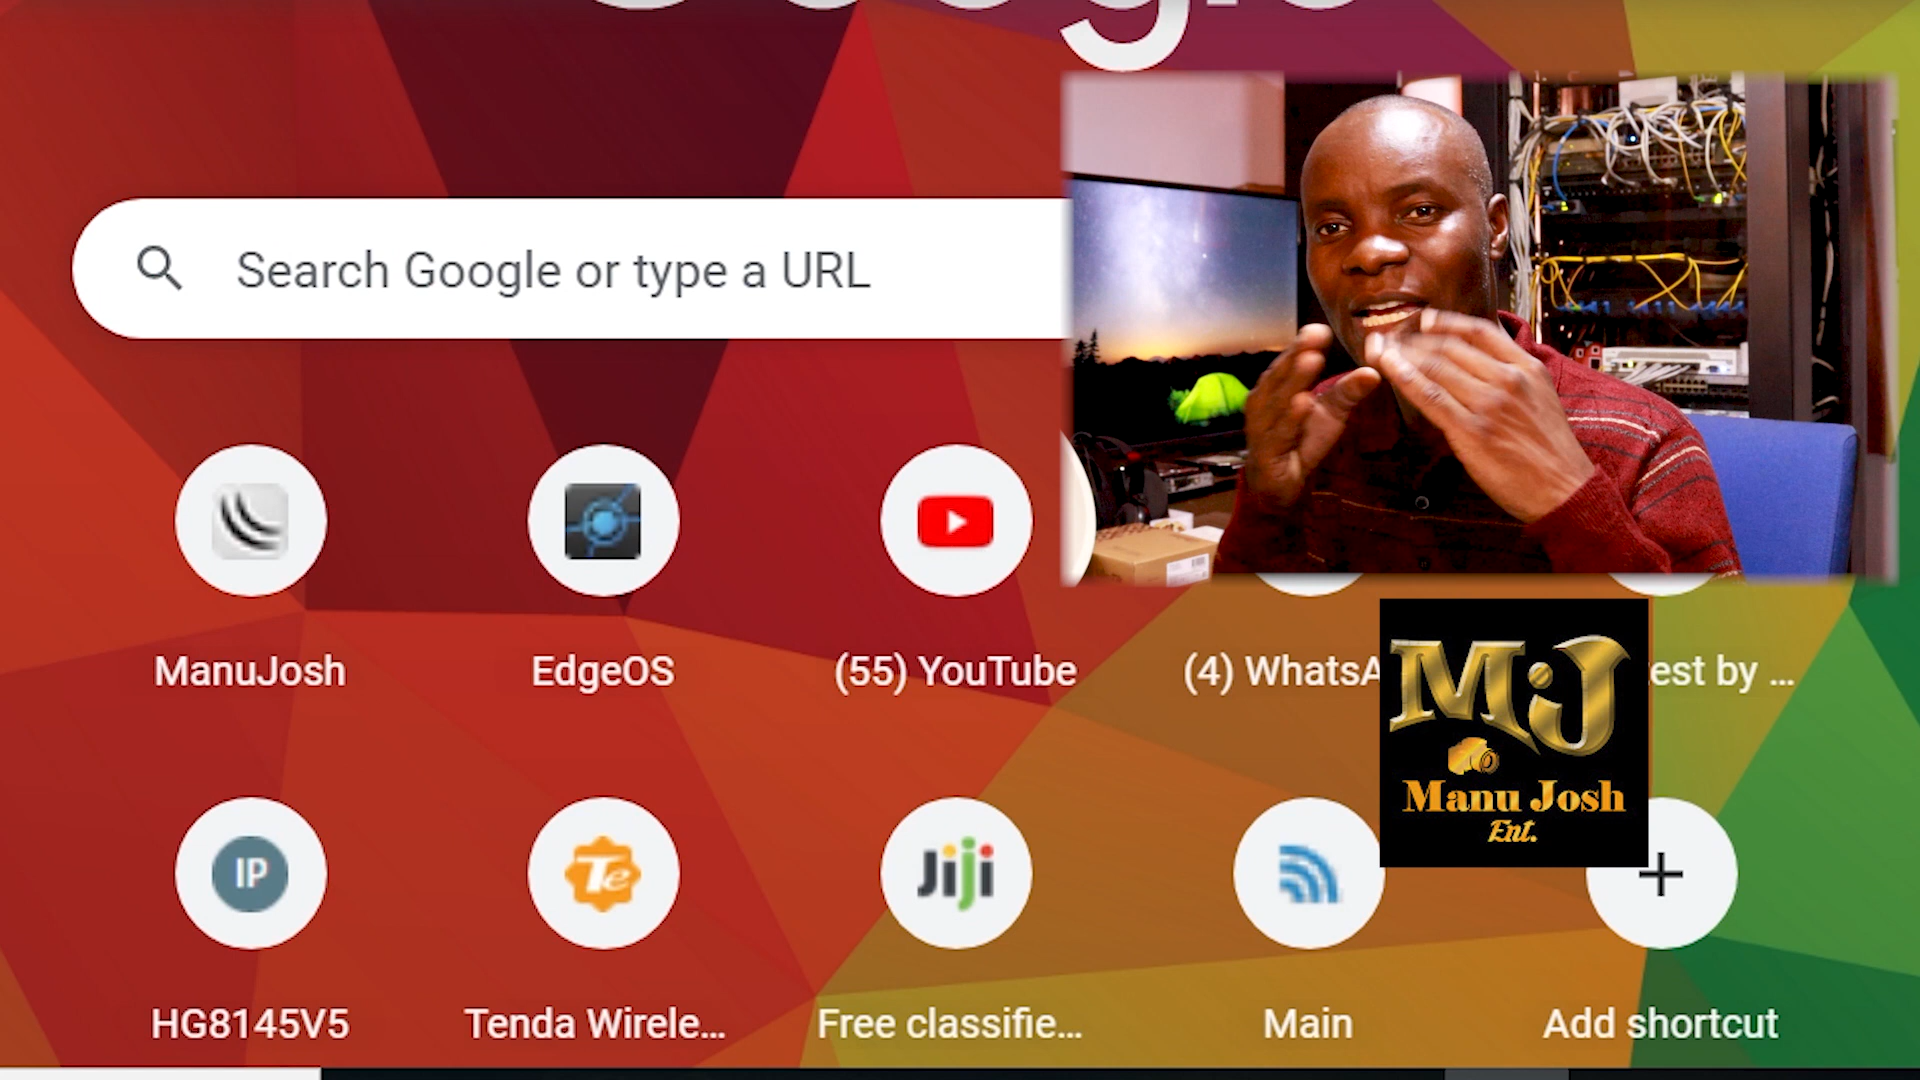 Google
Search Google or type a URL
ManuJosh
EdgeOS
(55) YouTube
(4) WhatsA
est by ...
MJ
Manu Josh
Ent.
IP
Te
Jiji
HG8145V5
Tenda Wirele...
Free classifie...
Main
Add shortcut